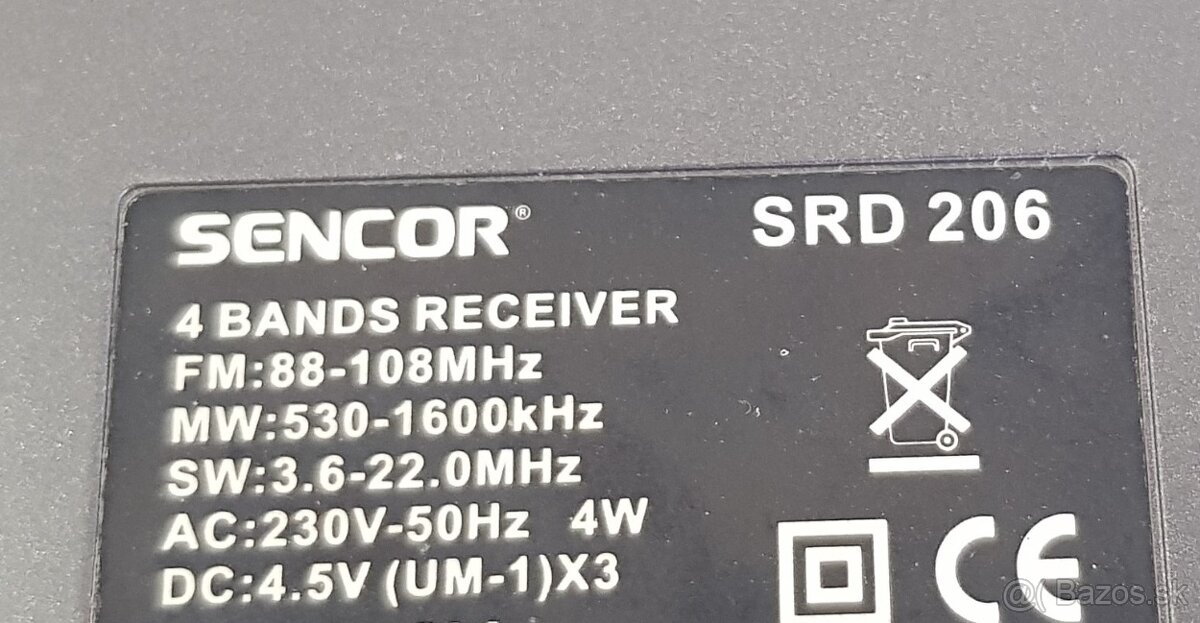 SENCOR® SRD 206
4 BANDS RECEIVER
FM:88-108MHz
MW:530-1600kHz
SW:3.6-22.0MHz
AC:230V-50Hz 4W
DC:4.5V (UM-1)X3
CE
@( Bazos.sk